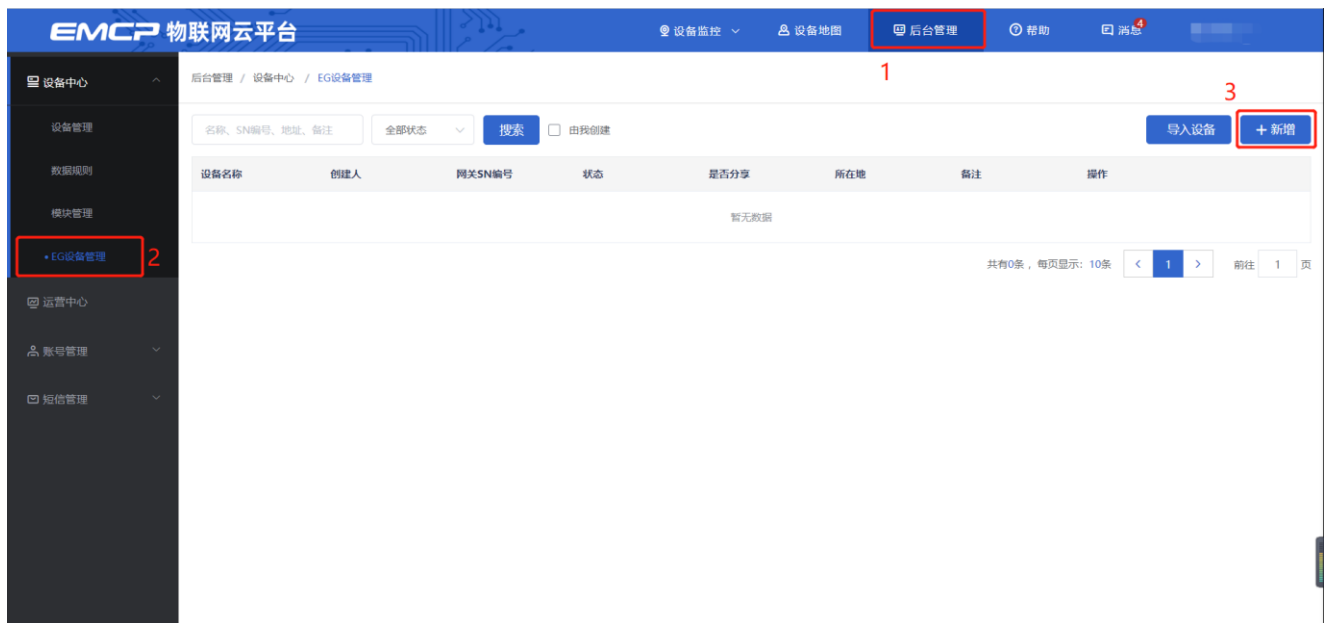 EMCP 物联网云平台 设备监控 设备地图 后台管理 帮助 消息 4
1
设备中心
后台管理 / 设备中心 / EG设备管理
3
设备管理
名称、SN编号、地址、备注 全部状态 搜索 由我创建 导入设备 +新增
数据规则
设备名称 创建人 网关SN编号 状态 是否分享 所在地 备注 操作
模块管理
暂无数据
•EG设备管理 2
共有0条，每页显示：10条 < 1 > 前往 1 页
运营中心
账号管理
短信管理